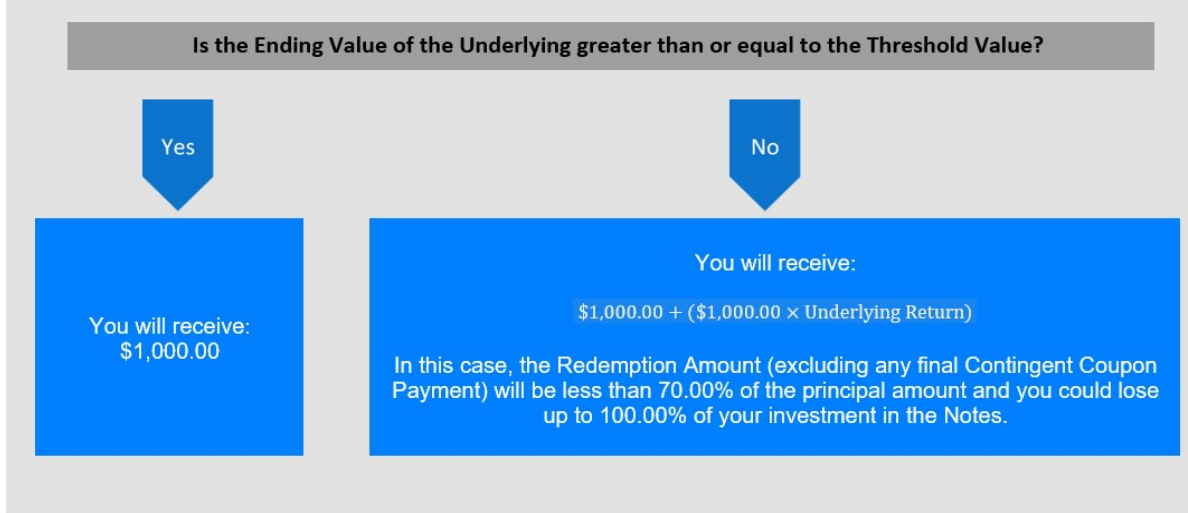 Is the Ending Value of the Underlying greater than or equal to the Threshold Value?
Yes
No
You will receive:
$1,000.00
You will receive:
$1,000.00 + ($1,000.00 × Underlying Return)
In this case, the Redemption Amount (excluding any final Contingent Coupon
Payment) will be less than 70.00% of the principal amount and you could lose
up to 100.00% of your investment in the Notes.